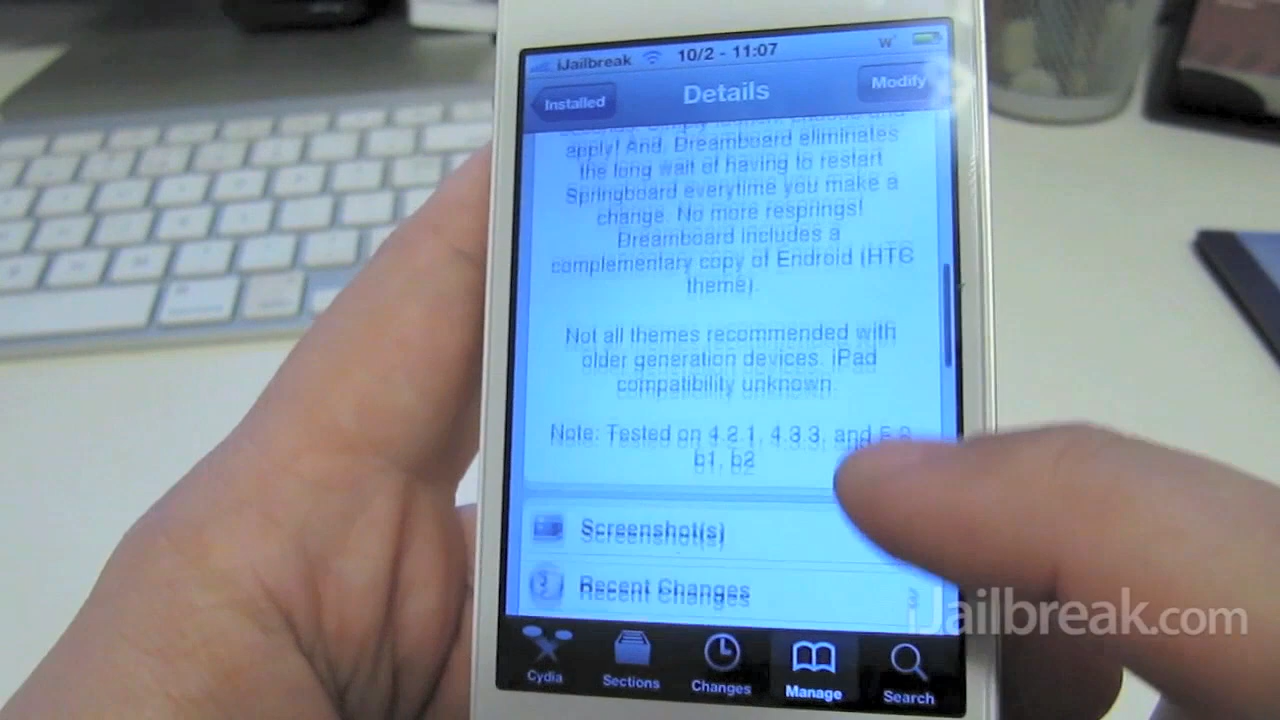 iJailbreak 10/2 - 11:07
Installed Details Modify
apply! And, Dreamboard eliminates
the long wait of having to restart
Springboard everytime you make a
change. No more resprings!
Dreamboard includes a
complementary copy of Endroid (HTC
theme).
Not all themes recommended with
older generation devices. iPad
compatibility unknown.
Note: Tested on 4.2.1, 4.3.3, and
b1, b2
Screenshot(s)
Recent Changes
iJailbreak.com
Cydia Sections Changes Manage Search